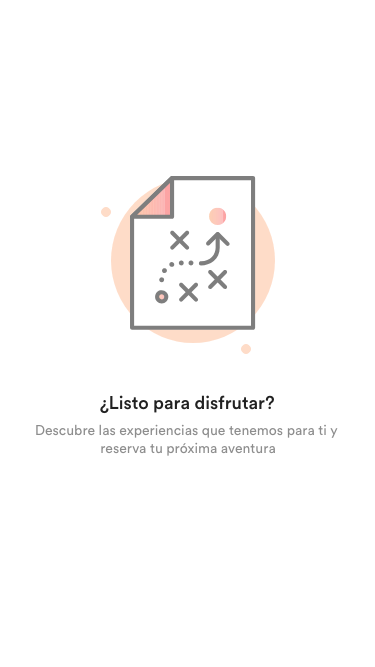 ¿Listo para disfrutar?
Descubre las experiencias que tenemos para ti y
reserva tu próxima aventura